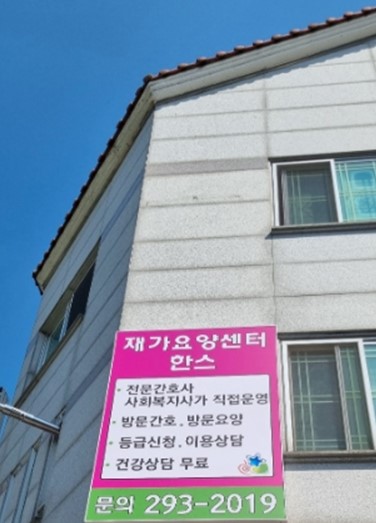 재가요양센터
한스
· 전문간호사
사회복지사가 직접운영
· 방문간호. 방문요양
· 등급신청. 이용상담
· 건강상담 무료
문의 293-2019